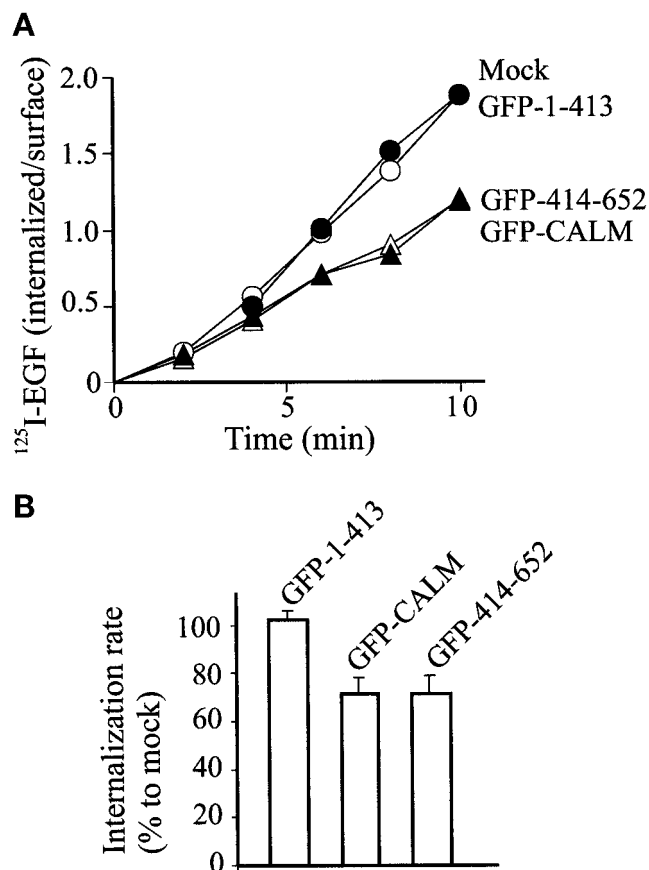 A
2.0
1.5
1.0
0.5
0
0
5
10
¹²⁵I-EGF (internalized/surface)
Time (min)
Mock
GFP-1-413
GFP-414-652
GFP-CALM
B
GFP-1-413
GFP-CALM
GFP-414-652
100
80
60
40
20
0
Internalization rate
(% to mock)